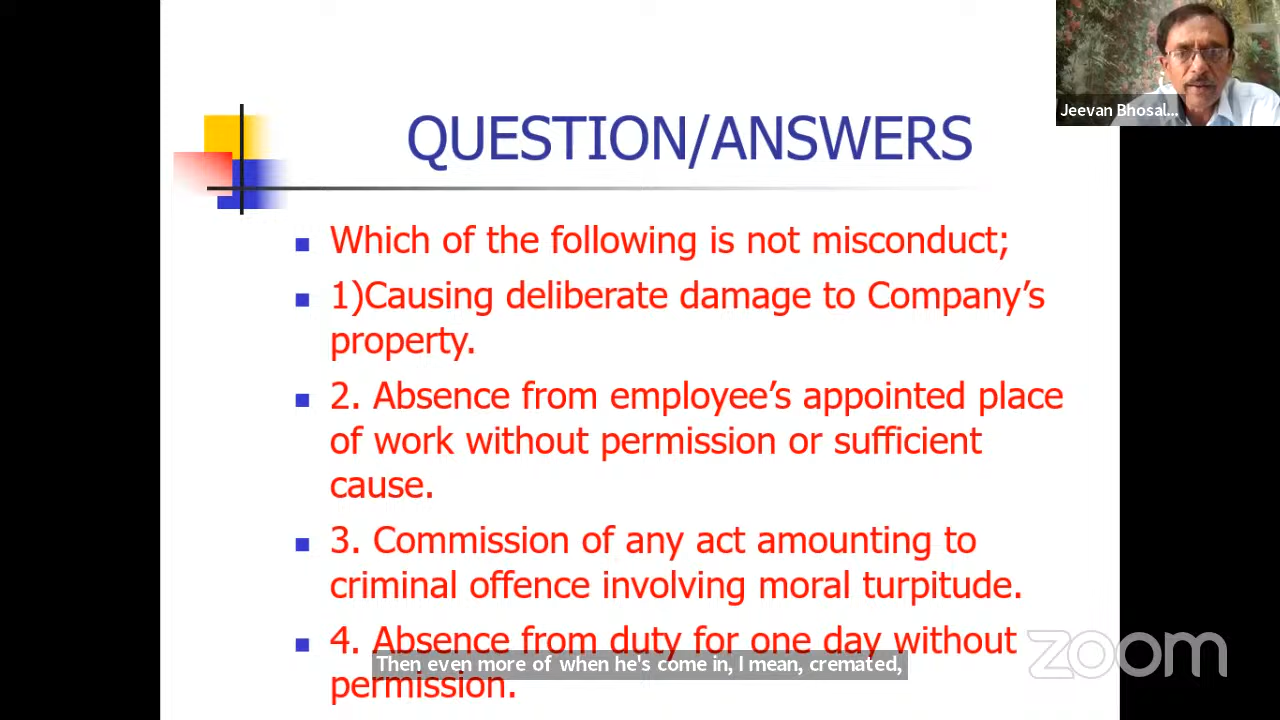 Jeevan Bhosal...
QUESTION/ANSWERS
Which of the following is not misconduct;
1)Causing deliberate damage to Company's
property.
2. Absence from employee's appointed place
of work without permission or sufficient
cause.
3. Commission of any act amounting to
criminal offence involving moral turpitude.
4. Absence from duty for one day without
permission.
Then even more of when he's come in, I mean, cremated,
zoom